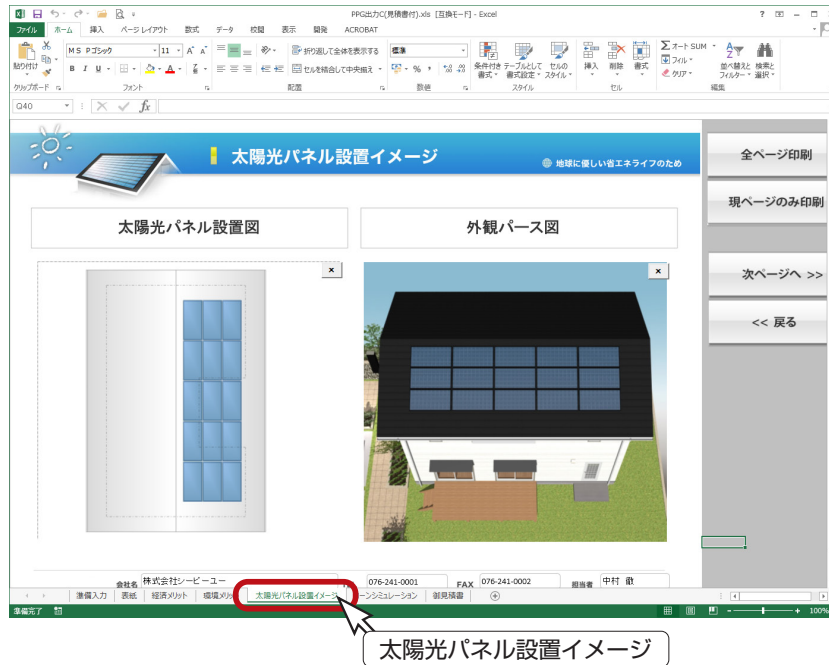 PPG出力C(見積書付).xls [互換モード] - Excel
ファイル ホーム 挿入 ページ レイアウト 数式 データ 校閲 表示 開発 ACROBAT
貼り付け
MS Pゴシック 11
B I U
折り返して全体を表示する
セルを結合して中央揃え
標準
条件付き書式
テーブルとして書式設定
セルのスタイル
挿入 削除 書式
オート SUM
フィル
クリア
並べ替えとフィルター
検索と選択
クリップボード フォント 配置 数値 スタイル セル 編集
Q40
fx
太陽光パネル設置イメージ
地球に優しい省エネライフのため
全ページ印刷
現ページのみ印刷
次ページへ >>
<< 戻る
太陽光パネル設置図
外観パース図
×
×
会社名 株式会社シーピーユー 076-241-0001 FAX 076-241-0002 担当者 中村 徹
準備入力 表紙 経済メリット 環境メリッ 太陽光パネル設置イメージ ーンシミュレーション 御見積書
準備完了 100%
太陽光パネル設置イメージ